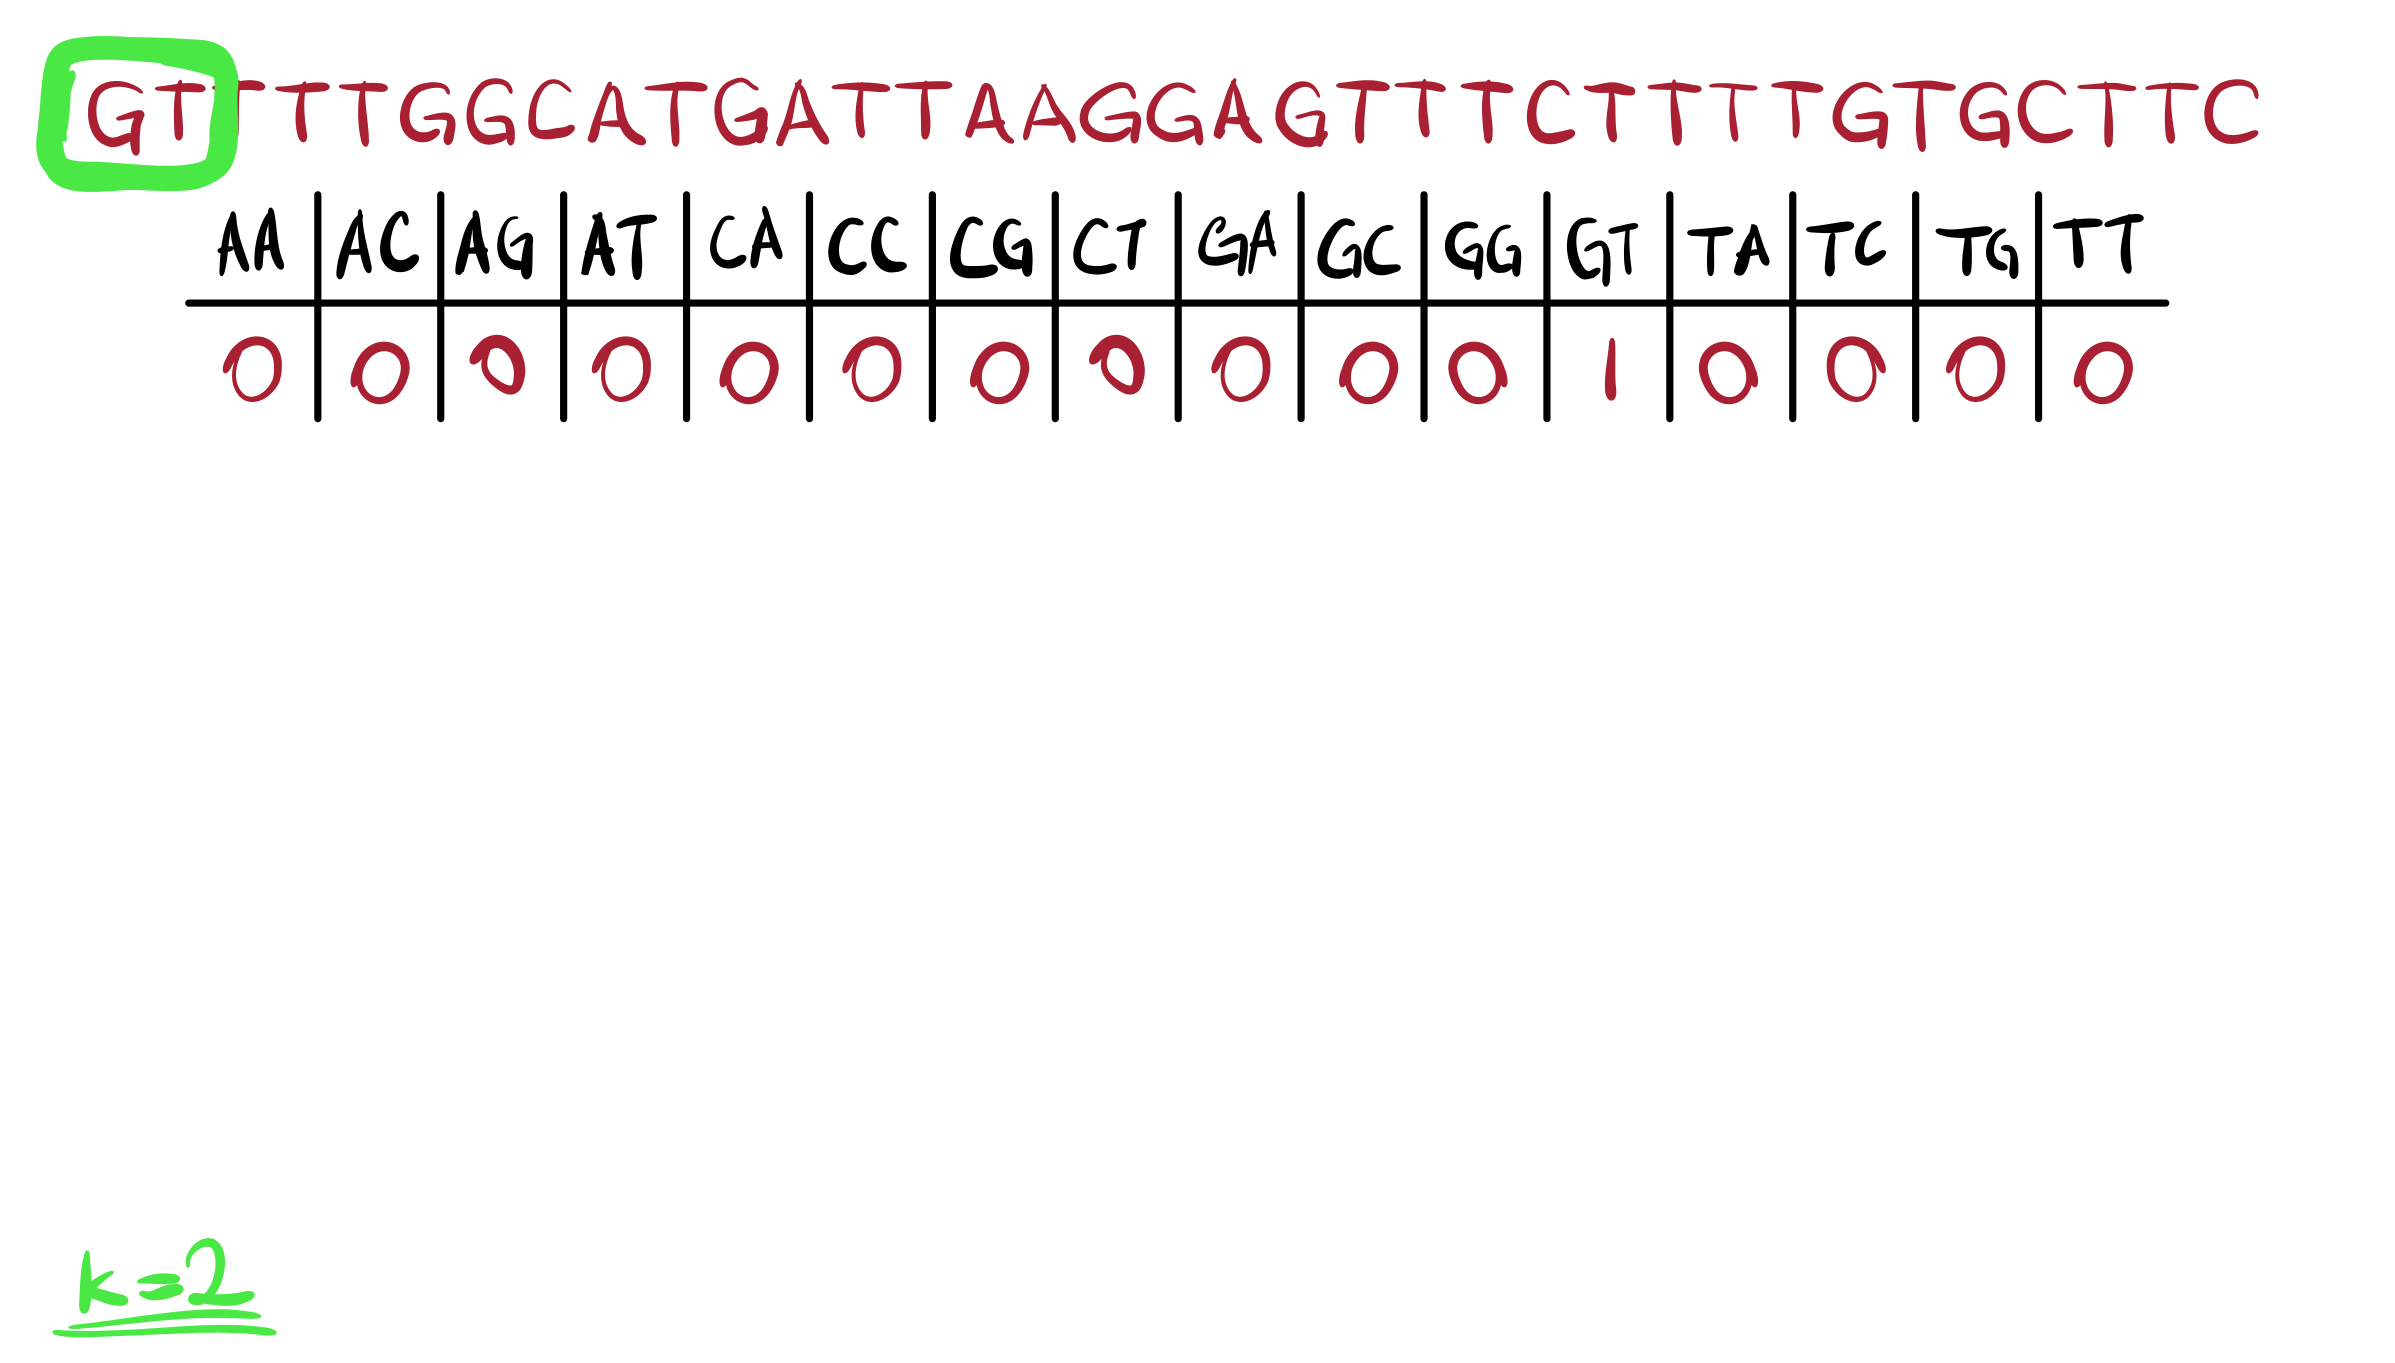 GTTTTGGCATGATTAAGGAGTTTCTTTTGTGCTTC
AA AC AG AT CA CC CG CT GA GC GG GT TA TC TG TT
0 0 0 0 0 0 0 0 0 0 0 1 0 0 0 0
k=2